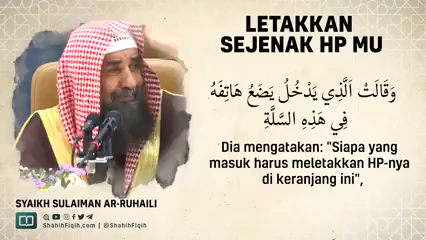 LETAKKAN
SEJENAK HP MU
وَقَالَتْ اَلَّذِي يَدْخُلُ يَضَعُ هَاتِفَهُ
فِي هَذِهِ السَّلَّةِ
Dia mengatakan: "Siapa yang
masuk harus meletakkan HP-nya
di keranjang ini",
SYAIKH SULAIMAN AR-RUHAILI
ShahihFiqih.com | @ShahihFiqih